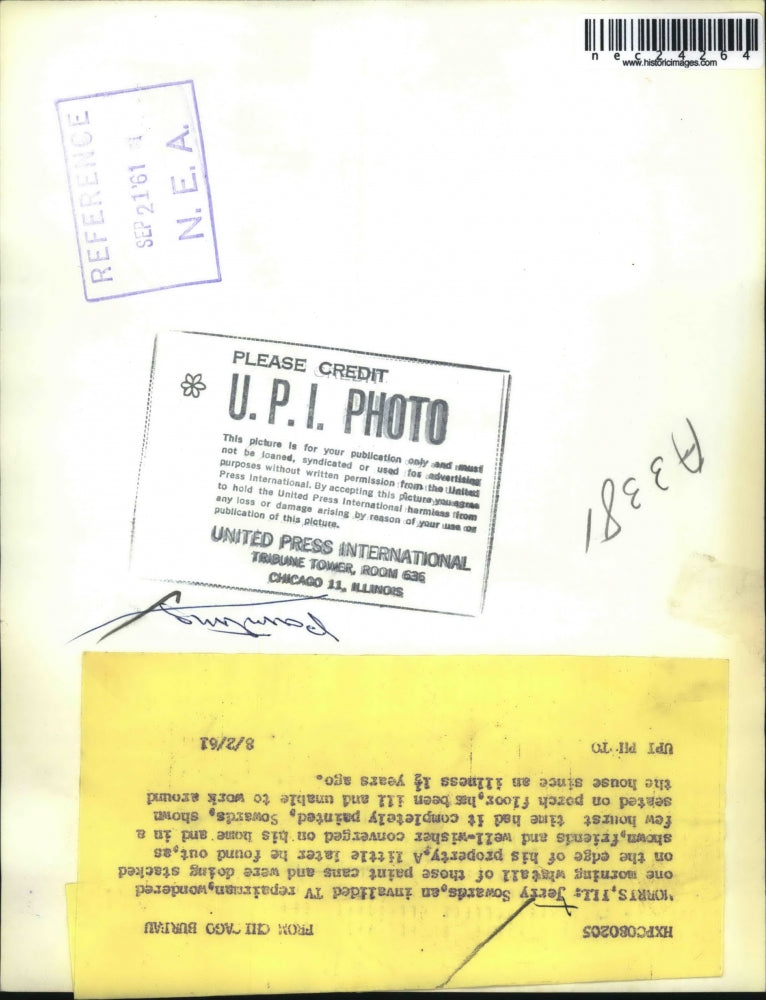 nec24264
www.historicimages.com
REFERENCE
SEP 21 '61
N. E. A.
PLEASE CREDIT
U. P. I. PHOTO
This picture is for your publication only and must
not be loaned, syndicated or used for advertising
purposes without written permission from the United
Press International. By accepting this picture you agree
to hold the United Press International harmless from
any loss or damage arising by reason of your use or
publication of this picture.
UNITED PRESS INTERNATIONAL
TRIBUNE TOWER, ROOM 636
CHICAGO 11, ILLINOIS
A3381
Painting
HXPC080205 FROM CHI AGO BURIAU
MORRIS,ILL: Jerry Sowards,an invalided TV repairman,wondered
one morning whatall of those paint cans and were doing stacked
on the edge of his property.A little later he found out,as
shown,friends and well-wisher converged on his home and in a
few hourst time had it completely painted. Sowards, shown
seated on porch floor,has been ill and unable to work around
the house since an illness 1½ years ago.
UPI PH TO 8/2/61